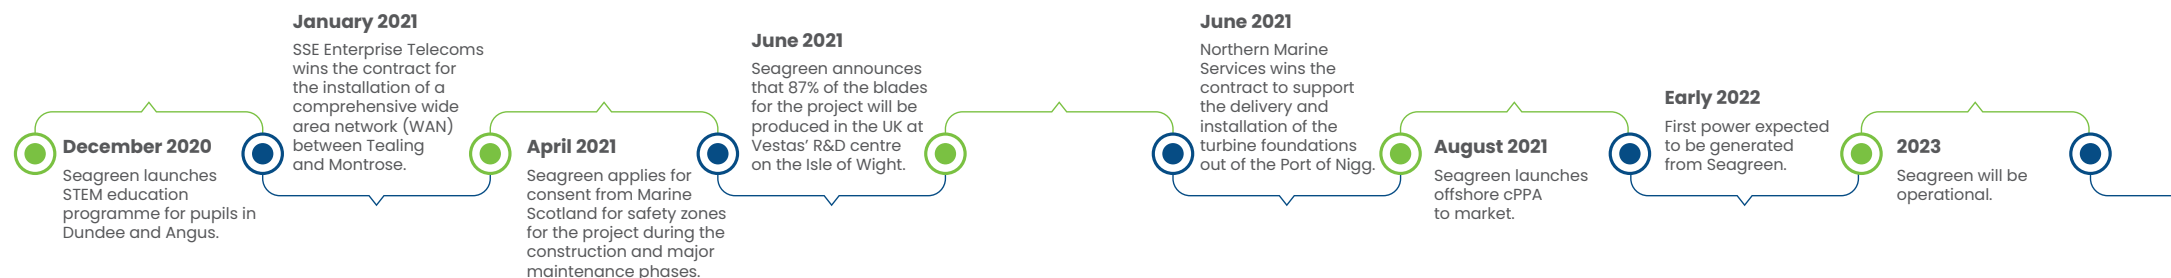 December 2020
Seagreen launches
STEM education
programme for pupils in
Dundee and Angus.
January 2021
SSE Enterprise Telecoms
wins the contract for
the installation of a
comprehensive wide
area network (WAN)
between Tealing
and Montrose.
April 2021
Seagreen applies for
consent from Marine
Scotland for safety zones
for the project during the
construction and major
maintenance phases.
June 2021
Seagreen announces
that 87% of the blades
for the project will be
produced in the UK at
Vestas’ R&D centre
on the Isle of Wight.
June 2021
Northern Marine
Services wins the
contract to support
the delivery and
installation of the
turbine foundations
out of the Port of Nigg.
August 2021
Seagreen launches
offshore cPPA
to market.
Early 2022
First power expected
to be generated
from Seagreen.
2023
Seagreen will be
operational.